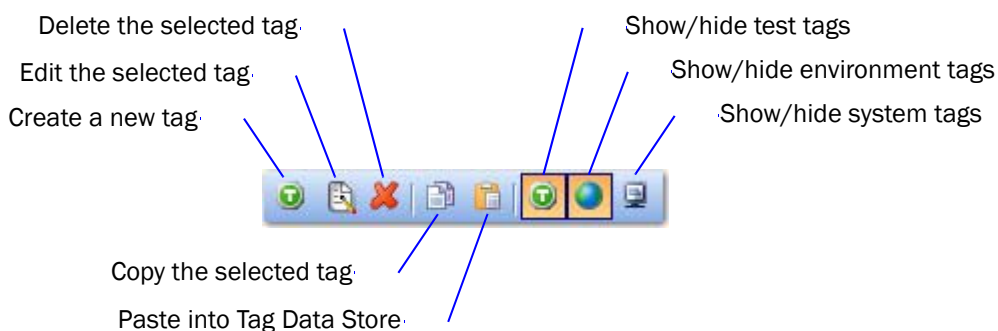 Delete the selected tag
Show/hide test tags
Edit the selected tag
Show/hide environment tags
Create a new tag
Show/hide system tags
T
T
Copy the selected tag
Paste into Tag Data Store